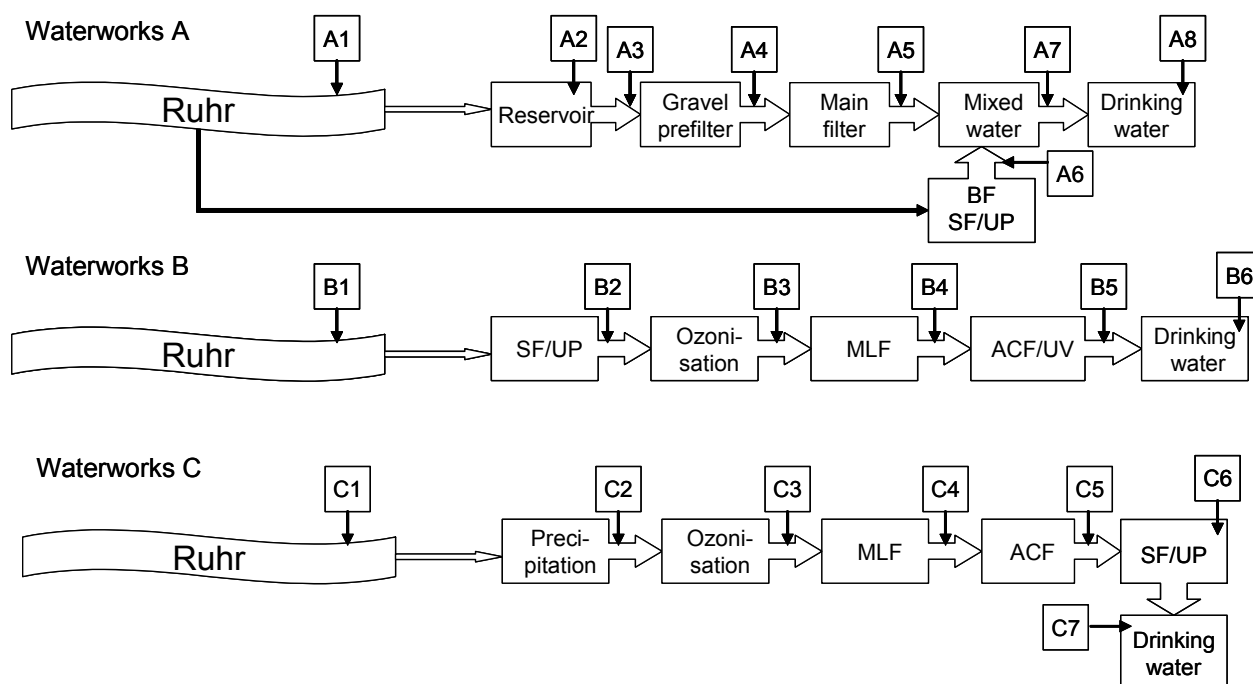 Waterworks A
A1
A2
A3
A4
A5
A7
A8
Ruhr
Reservoir
Gravel
prefilter
Main
filter
Mixed
water
Drinking
water
A6
BF
SF/UP
Waterworks B
B1
B2
B3
B4
B5
B6
Ruhr
SF/UP
Ozoni-
sation
MLF
ACF/UV
Drinking
water
Waterworks C
C1
C2
C3
C4
C5
C6
Ruhr
Preci-
pitation
Ozoni-
sation
MLF
ACF
SF/UP
C7
Drinking
water